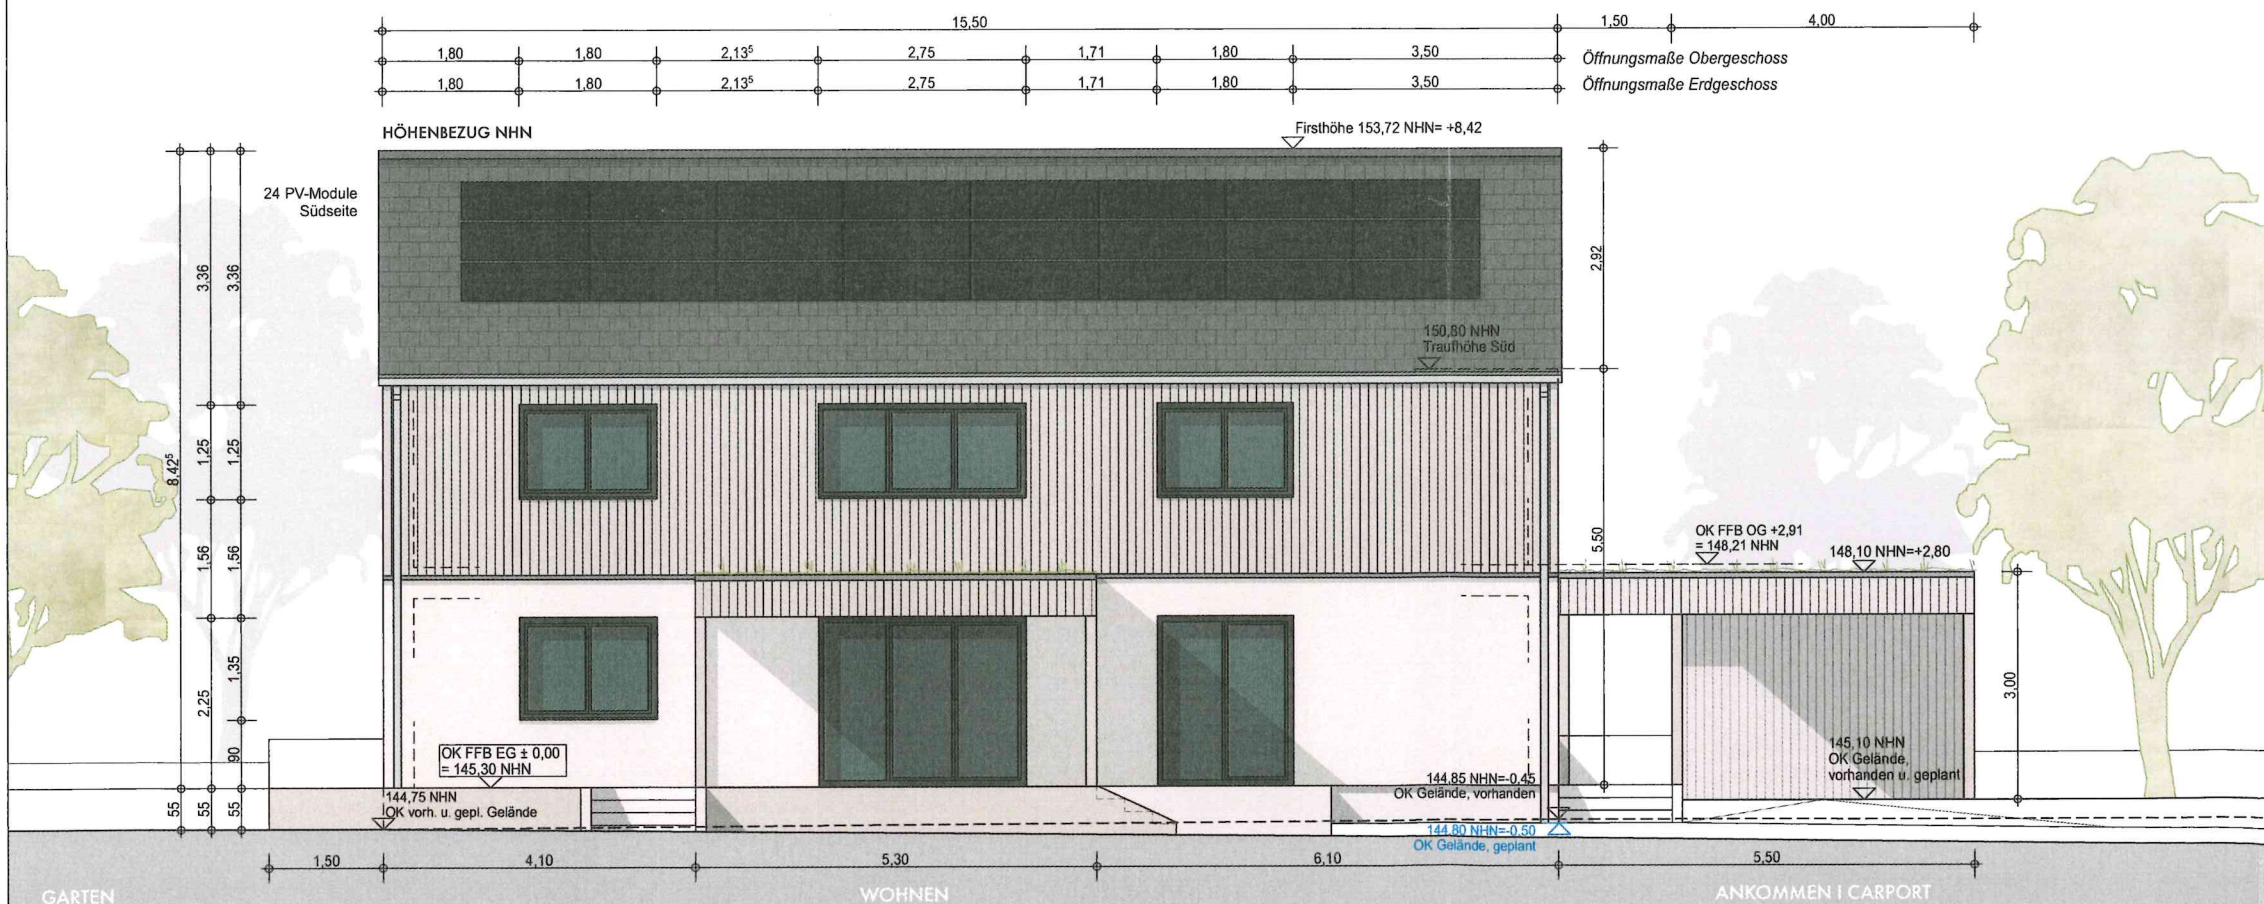 15,50
1,50
4,00
1,80
1,80
2,13⁵
2,75
1,71
1,80
3,50
Öffnungsmaße Obergeschoss
1,80
1,80
2,13⁵
2,75
1,71
1,80
3,50
Öffnungsmaße Erdgeschoss
HÖHENBEZUG NHN
Firsthöhe 153,72 NHN= +8,42
24 PV-Module
Südseite
3,36
3,36
2,92
150,80 NHN
Traufhöhe Süd
8,42⁵
1,25
1,25
1,56
1,56
5,50
OK FFB OG +2,91
= 148,21 NHN
148,10 NHN=+2,80
2,25
1,35
90
3,00
OK FFB EG ± 0,00
= 145,30 NHN
145,10 NHN
OK Gelände,
vorhanden u. geplant
144,75 NHN
OK vorh. u. gepl. Gelände
144,85 NHN=-0,45
OK Gelände, vorhanden
55
55
55
144,80 NHN=-0,50
OK Gelände, geplant
1,50
4,10
5,30
6,10
5,50
GARTEN
WOHNEN
ANKOMMEN I CARPORT